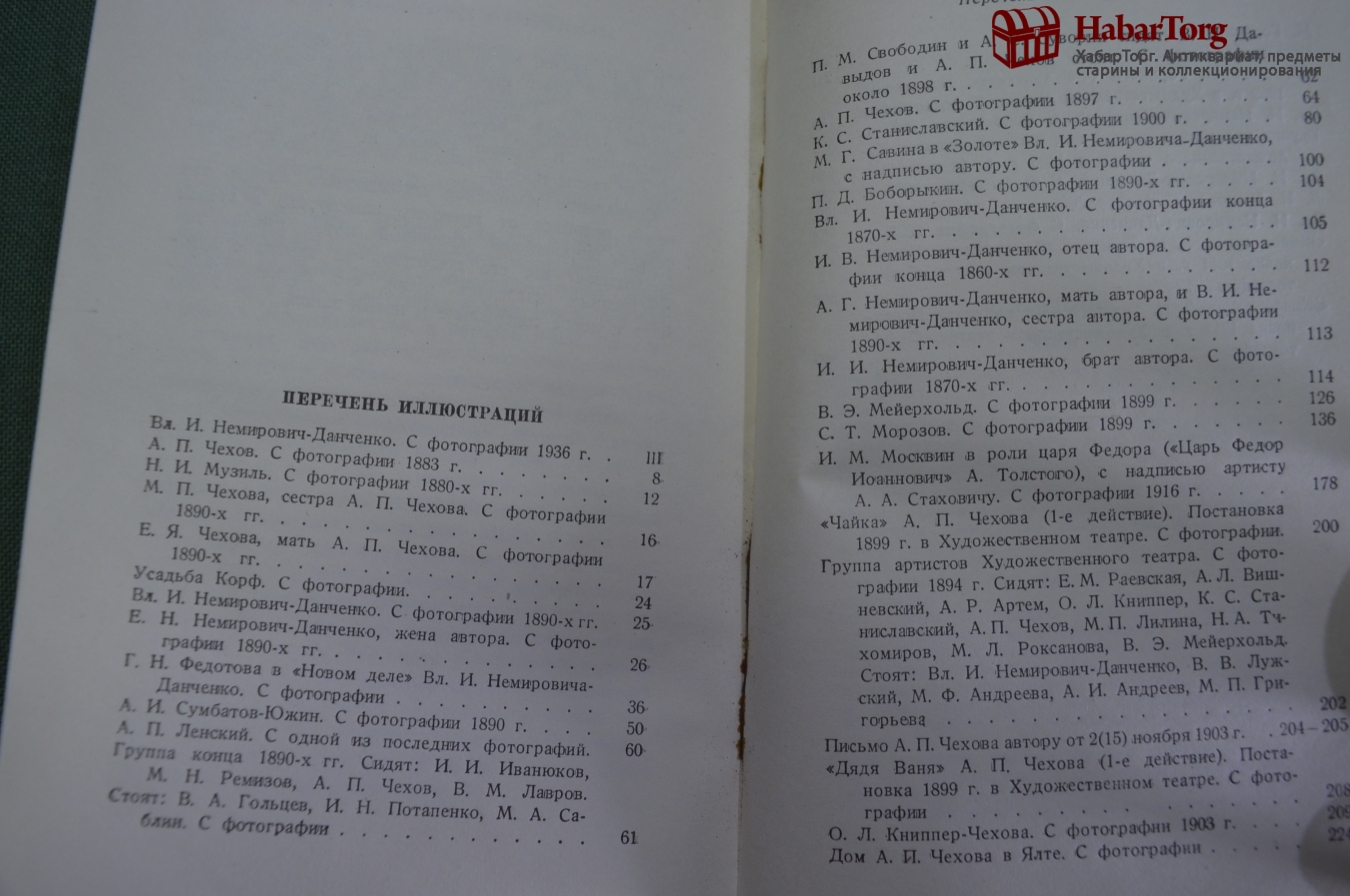 ПЕРЕЧЕНЬ ИЛЛЮСТРАЦИЙ
Вл. И. Немирович-Данченко. С фотографии 1936 г. . III
А. П. Чехов. С фотографии 1883 г. . . . . . . 8
Н. И. Музиль. С фотографии 1880-х гг. . . . . . 12
М. П. Чехова, сестра А. П. Чехова. С фотографии
1890-х гг. . . . . . . . . . . . . . . . 16
Е. Я. Чехова, мать А. П. Чехова. С фотографии
1890-х гг. . . . . . . . . . . . . . . . 17
Усадьба Корф. С фотографии. . . . . . . . . 24
Вл. И. Немирович-Данченко. С фотографии 1890-х гг. 25
Е. Н. Немирович-Данченко, жена автора. С фото-
графии 1890-х гг. . . . . . . . . . . . . 26
Г. Н. Федотова в «Новом деле» Вл. И. Немировича-
Данченко. С фотографии . . . . . . . . . . 36
А. И. Сумбатов-Южин. С фотографии 1890 г. . . . . 50
А. П. Ленский. С одной из последних фотографий. 60
Группа конца 1890-х гг. Сидят: И. И. Иванюков,
М. Н. Ремизов, А. П. Чехов, В. М. Лавров.
Стоят: В. А. Гольцев, И. Н. Потапенко, М. А. Са-
блин. С фотографии . . . . . . . . . . . . 61
HabarTorg
ХабарТорг. Антиквариат, предметы
старины и коллекционирования
П. М. Свободин и А. Да-
выдов и А. П. С фотографии
около 1898 г. . . . . . . . . . . . . . . 62
А. П. Чехов. С фотографии 1897 г. . . . . . . . 64
К. С. Станиславский. С фотографии 1900 г. . . . . 80
М. Г. Савина в «Золоте» Вл. И. Немировича-Данченко,
с надписью автору. С фотографии . . . . . . 100
П. Д. Боборыкин. С фотографии 1890-х гг. . . . . 104
Вл. И. Немирович-Данченко. С фотографии конца
1870-х гг. . . . . . . . . . . . . . . . 105
И. В. Немирович-Данченко, отец автора. С фотогра-
фии конца 1860-х гг. . . . . . . . . . . . 112
А. Г. Немирович-Данченко, мать автора, и В. И. Не-
мирович-Данченко, сестра автора. С фотографии
1890-х гг. . . . . . . . . . . . . . . . 113
И. И. Немирович-Данченко, брат автора. С фото-
графии 1870-х гг. . . . . . . . . . . . . 114
В. Э. Мейерхольд. С фотографии 1899 г. . . . . . 126
С. Т. Морозов. С фотографии 1899 г. . . . . . . 136
И. М. Москвин в роли царя Федора («Царь Федор
Иоаннович» А. Толстого), с надписью артисту
А. А. Стаховичу. С фотографии 1916 г. . . . . 178
«Чайка» А. П. Чехова (1-е действие). Постановка
1899 г. в Художественном театре. С фотографии. 200
Группа артистов Художественного театра. С фото-
графии 1894 г. Сидят: Е. М. Раевская, А. Л. Виш-
невский, А. Р. Артем, О. Л. Книппер, К. С. Ста-
ниславский, А. П. Чехов, М. П. Лилина, Н. А. Ти-
хомиров, М. Л. Роксанова, В. Э. Мейерхольд.
Стоят: Вл. И. Немирович-Данченко, В. В. Луж-
ский, М. Ф. Андреева, А. И. Андреев, М. П. Гри-
горьева . . . . . . . . . . . . . . . . 202
Письмо А. П. Чехова автору от 2(15) ноября 1903 г. . 204—205
«Дядя Ваня» А. П. Чехова (1-е действие). Поста-
новка 1899 г. в Художественном театре. С фото-
графии . . . . . . . . . . . . . . . . 208
О. Л. Книппер-Чехова. С фотографии 1903 г. . . . 209
Дом А. П. Чехова в Ялте. С фотографии . . . . . 224